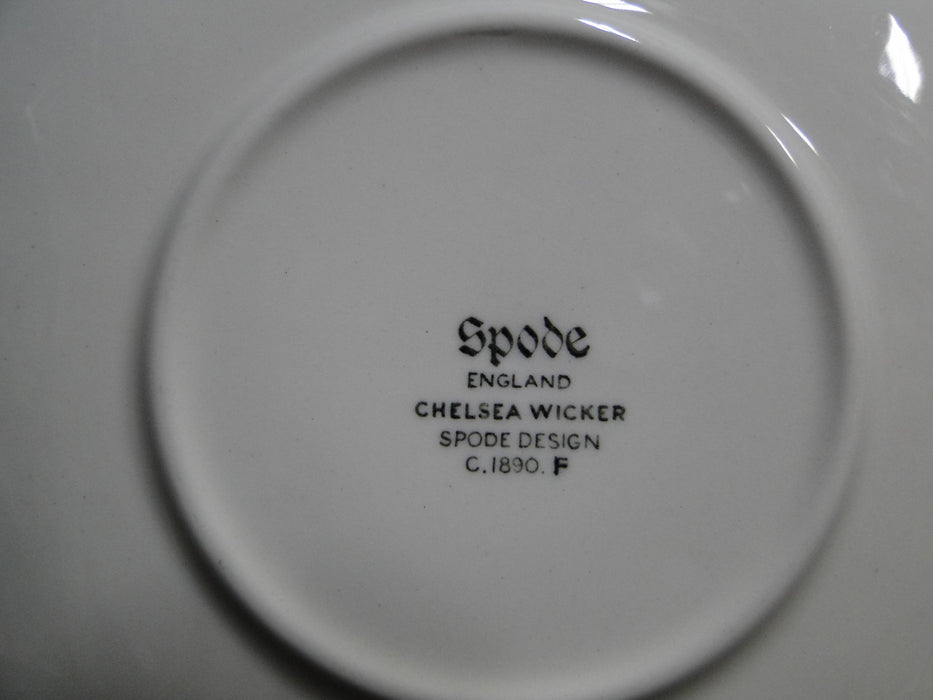 Spode
ENGLAND
CHELSEA WICKER
SPODE DESIGN
C.1890. F